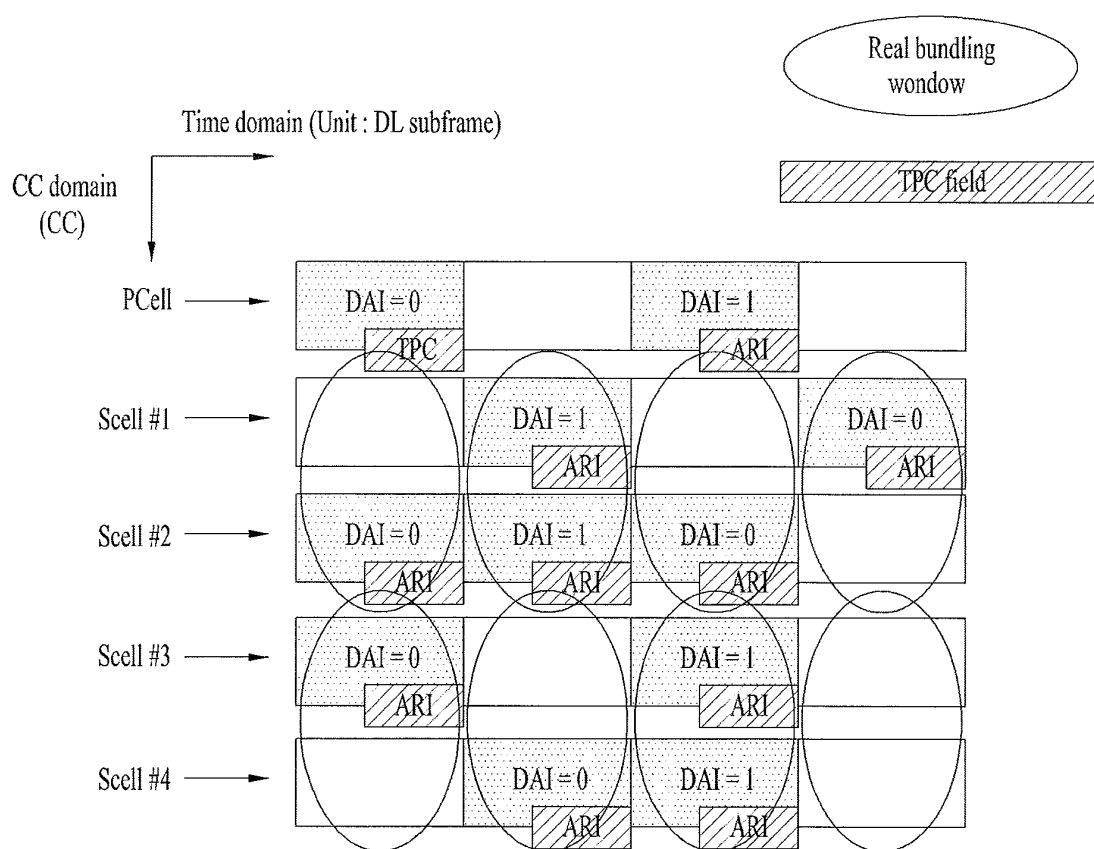 Real bundling
wondow
Time domain (Unit : DL subframe)
CC domain
(CC)
TPC field
PCell
DAI = 0
DAI = 1
TPC
ARI
Scell #1
DAI = 1
DAI = 0
ARI
ARI
Scell #2
DAI = 0
DAI = 1
DAI = 0
ARI
ARI
ARI
Scell #3
DAI = 0
DAI = 1
ARI
ARI
Scell #4
DAI = 0
DAI = 1
ARI
ARI